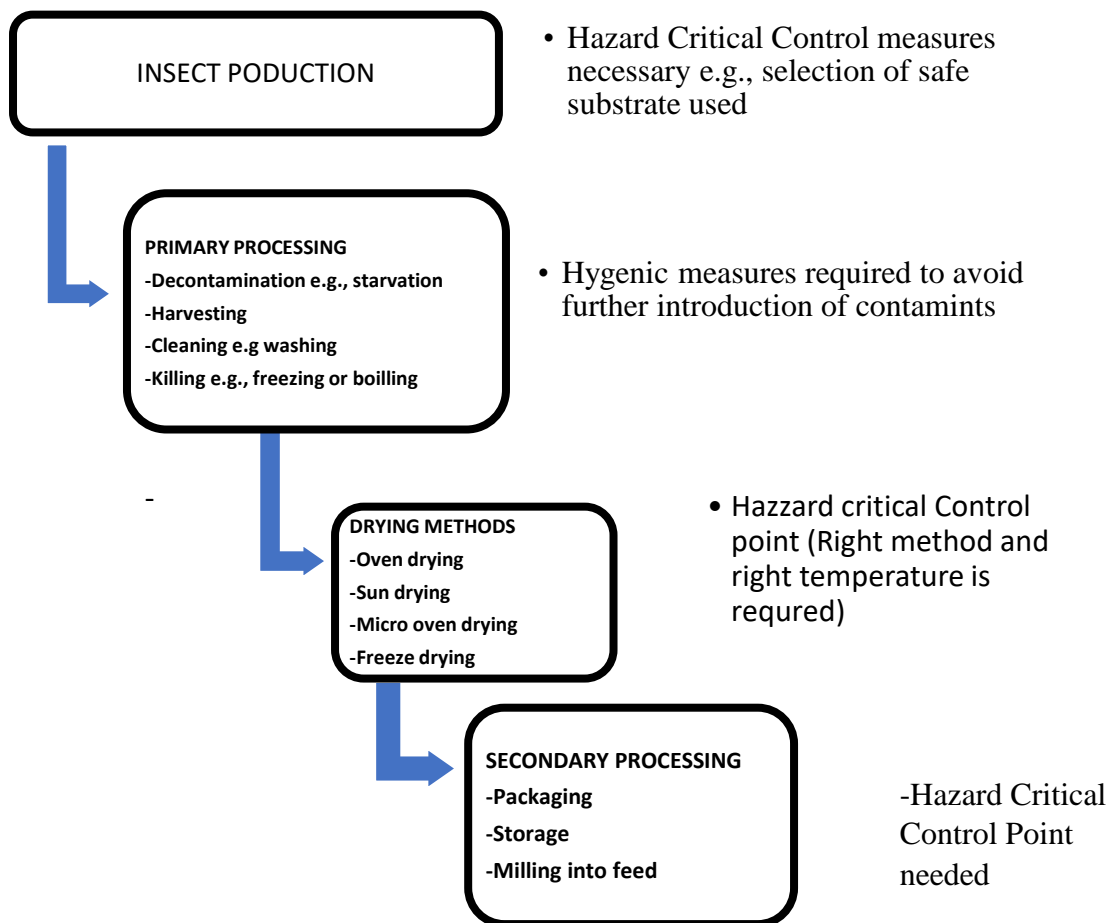 INSECT PODUCTION
• Hazard Critical Control measures
necessary e.g., selection of safe
substrate used
PRIMARY PROCESSING
-Decontamination e.g., starvation
-Harvesting
-Cleaning e.g washing
-Killing e.g., freezing or boilling
• Hygenic measures required to avoid
further introduction of contamints
-
DRYING METHODS
-Oven drying
-Sun drying
-Micro oven drying
-Freeze drying
• Hazzard critical Control
point (Right method and
right temperature is
requred)
SECONDARY PROCESSING
-Packaging
-Storage
-Milling into feed
-Hazard Critical
Control Point
needed